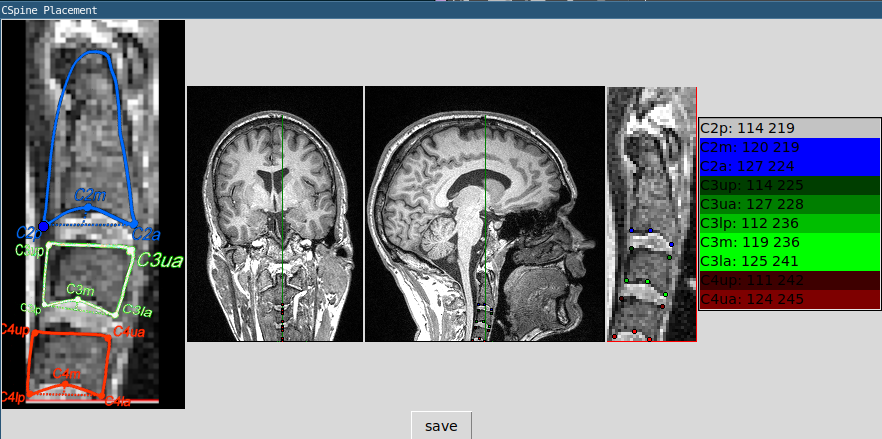 CSpine Placement
C2m
C2p
C2a
C3up
C3ua
C3m
C3lp
C3la
C4up
C4ua
C4m
C4lp
C4la
C2p: 114 219
C2m: 120 219
C2a: 127 224
C3up: 114 225
C3ua: 127 228
C3lp: 112 236
C3m: 119 236
C3la: 125 241
C4up: 111 242
C4ua: 124 245
save